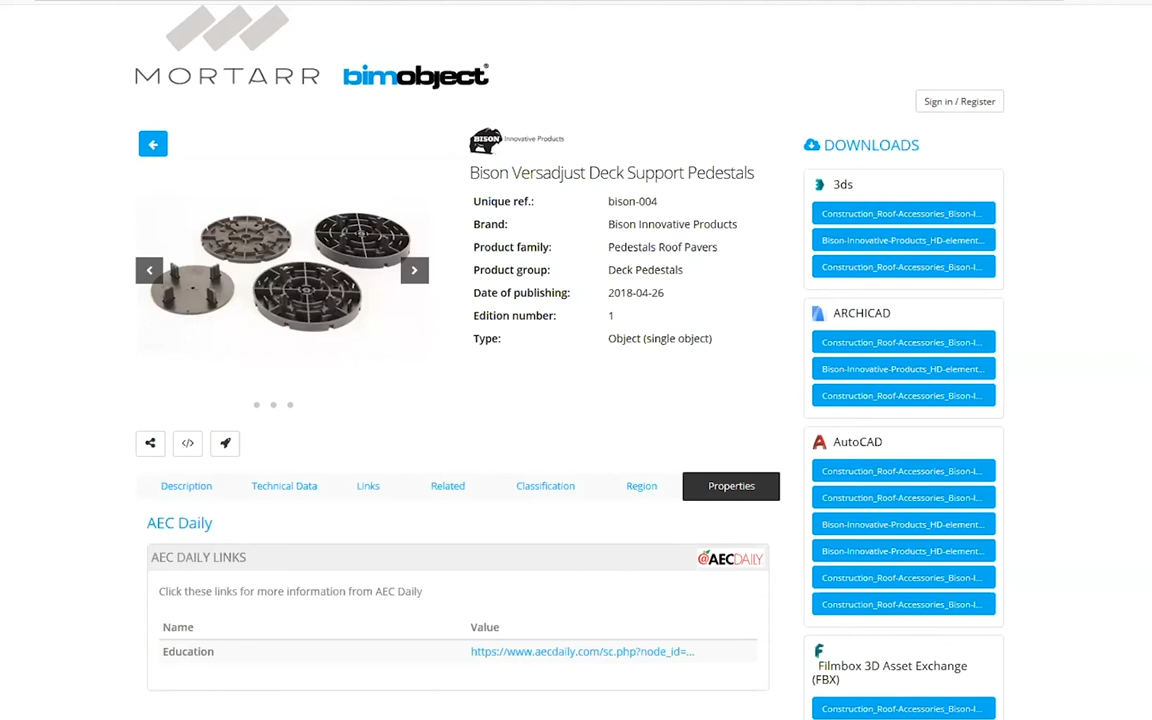 MORTARR
bimobject®
Sign in / Register
BISON Innovative Products
Bison Versadjust Deck Support Pedestals
Unique ref.: bison-004
Brand: Bison Innovative Products
Product family: Pedestals Roof Pavers
Product group: Deck Pedestals
Date of publishing: 2018-04-26
Edition number: 1
Type: Object (single object)
Description
Technical Data
Links
Related
Classification
Region
Properties
AEC Daily
AEC DAILY LINKS
@AECDAILY
Click these links for more information from AEC Daily
Name Value
Education https://www.aecdaily.com/sc.php?node_id=...
DOWNLOADS
3ds
Construction_Roof-Accessories_Bison-I...
Bison-Innovative-Products_HD-element...
Construction_Roof-Accessories_Bison-I...
ARCHICAD
Construction_Roof-Accessories_Bison-I...
Bison-Innovative-Products_HD-element...
Construction_Roof-Accessories_Bison-I...
AutoCAD
Construction_Roof-Accessories_Bison-I...
Construction_Roof-Accessories_Bison-I...
Bison-Innovative-Products_HD-element...
Bison-Innovative-Products_HD-element...
Construction_Roof-Accessories_Bison-I...
Construction_Roof-Accessories_Bison-I...
Filmbox 3D Asset Exchange
(FBX)
Construction_Roof-Accessories_Bison-I...